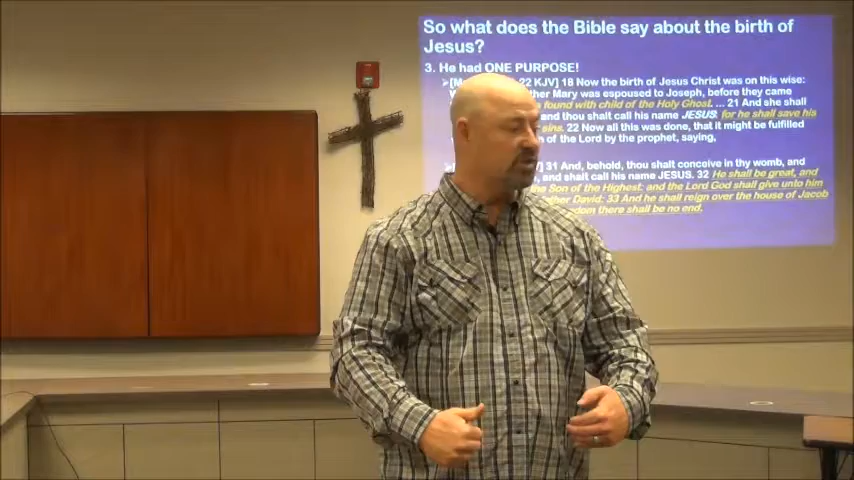 So what does the Bible say about the birth of
Jesus?
3. He had ONE PURPOSE!
22 KJV] 18 Now the birth of Jesus Christ was on this wise:
Mary was espoused to Joseph, before they came
found with child of the Holy Ghost. ... 21 And she shall
and thou shalt call his name JESUS: for he shall save his
sins. 22 Now all this was done, that it might be fulfilled
of the Lord by the prophet, saying,
31 And, behold, thou shalt conceive in thy womb, and
and shalt call his name JESUS. 32 He shall be great, and
the Son of the Highest: and the Lord God shall give unto him
David: 33 And he shall reign over the house of Jacob
there shall be no end.